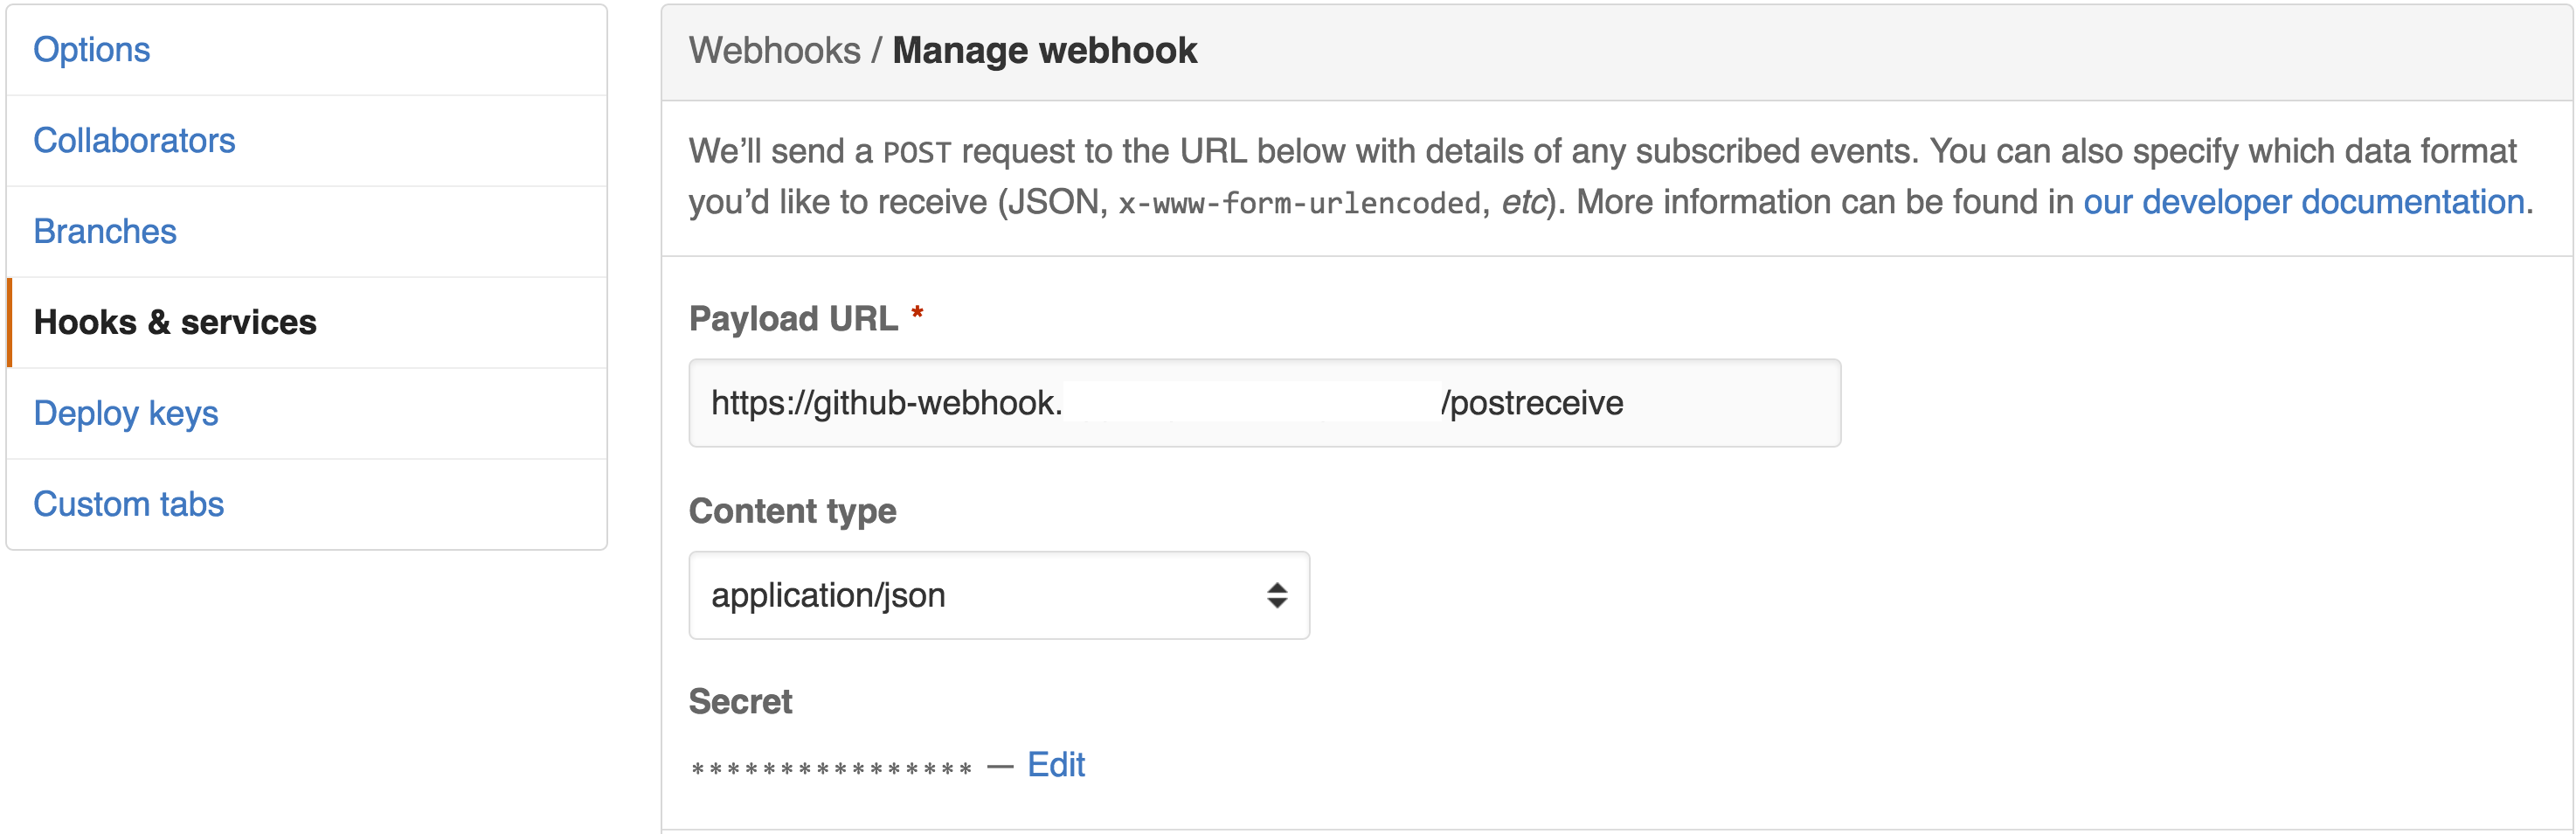 Options
Collaborators
Branches
Hooks & services
Deploy keys
Custom tabs
Webhooks / Manage webhook
We’ll send a POST request to the URL below with details of any subscribed events. You can also specify which data format
you’d like to receive (JSON, x-www-form-urlencoded, etc). More information can be found in our developer documentation.
Payload URL *
https://github-webhook. /postreceive
Content type
application/json
Secret
**************** — Edit